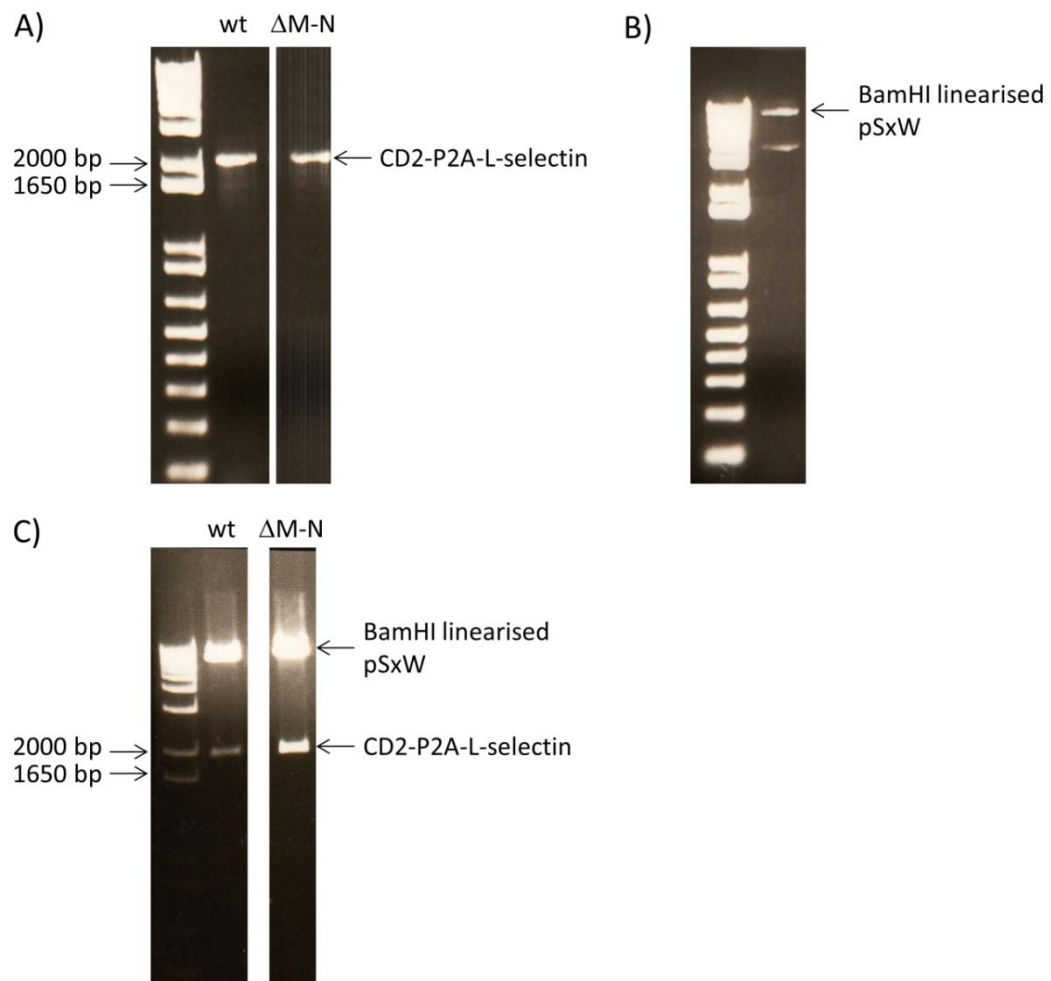 A)
wt ΔM-N
2000 bp
1650 bp
CD2-P2A-L-selectin
B)
BamHI linearised
pSxW
C)
wt ΔM-N
BamHI linearised
pSxW
2000 bp
1650 bp
CD2-P2A-L-selectin